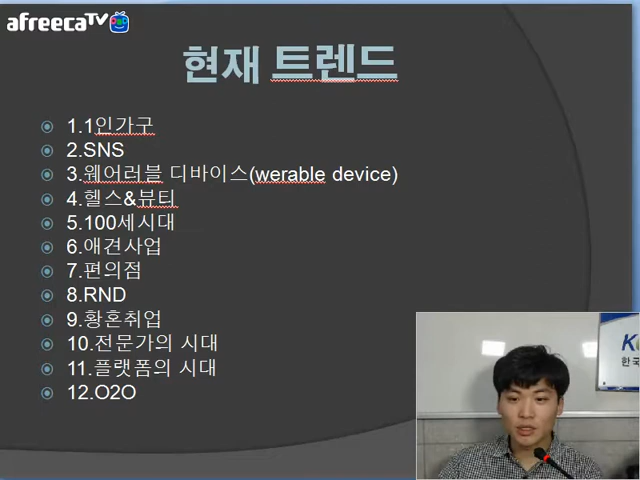 afreecaTV
현재 트렌드
1.1인가구
2.SNS
3.웨어러블 디바이스(werable device)
4.헬스&뷰티
5.100세시대
6.애견사업
7.편의점
8.RND
9.황혼취업
10.전문가의 시대
11.플랫폼의 시대
12.O2O
한국